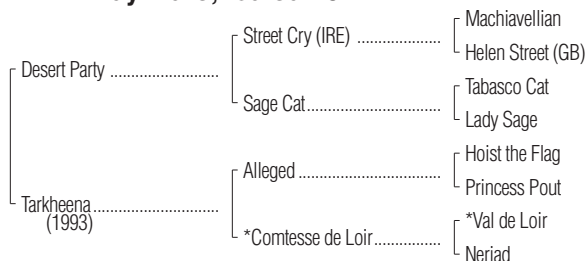 Machiavellian
Street Cry (IRE) ..................
Helen Street (GB)
Desert Party ........................
Tabasco Cat
Sage Cat.............................
Lady Sage
Hoist the Flag
Alleged ..............................
Princess Pout
Tarkheena...........................
(1993)
*Val de Loir
*Comtesse de Loir...............
Neriad